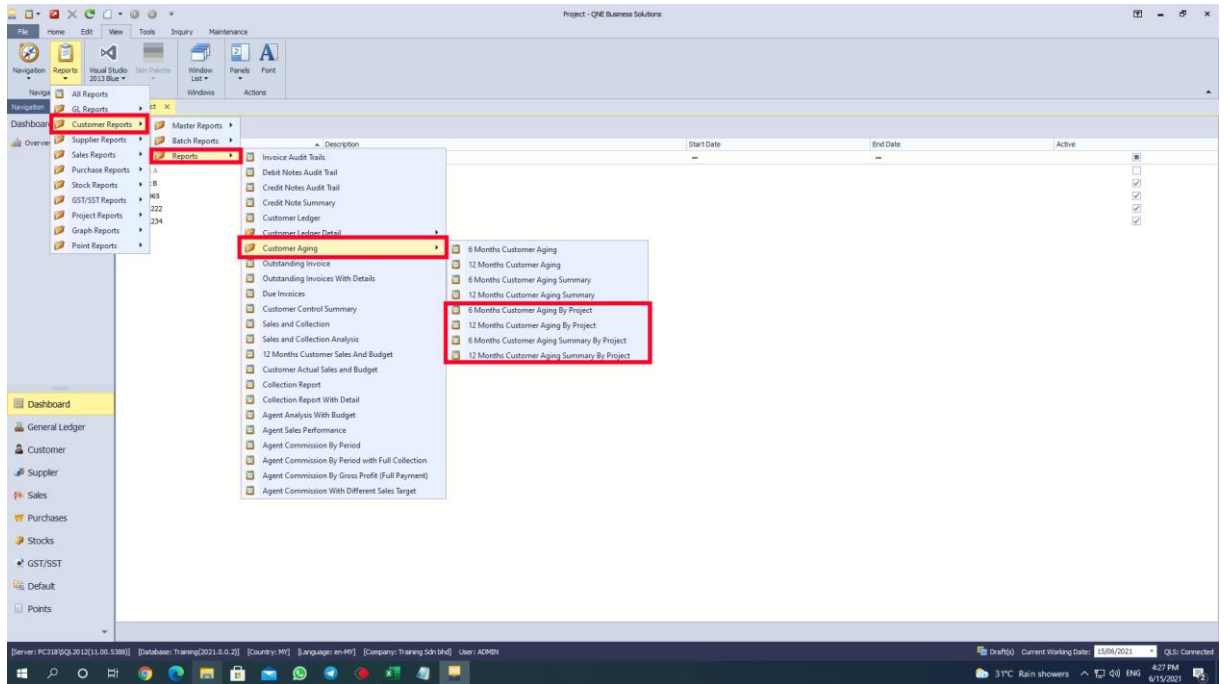 Project - QNE Business Solutions
File Home Edit View Tools Inquiry Maintenance
Navigation Reports Visual Studio 2013 Blue Skin Palette Window List Panels Font
Windows Actions
All Reports
GL Reports
Customer Reports
Supplier Reports
Sales Reports
Purchase Reports
Stock Reports
GST/SST Reports
Project Reports
Graph Reports
Point Reports
Master Reports
Batch Reports
Reports
Description Start Date End Date Active
Invoice Audit Trails
Debit Notes Audit Trail
Credit Notes Audit Trail
Credit Note Summary
Customer Ledger
Customer Ledger Detail
Customer Aging
Outstanding Invoice
Outstanding Invoices With Details
Due Invoices
Customer Control Summary
Sales and Collection
Sales and Collection Analysis
12 Months Customer Sales And Budget
Customer Actual Sales and Budget
Collection Report
Collection Report With Detail
Agent Analysis With Budget
Agent Sales Performance
Agent Commission By Period
Agent Commission By Period with Full Collection
Agent Commission By Gross Profit (Full Payment)
Agent Commission With Different Sales Target
6 Months Customer Aging
12 Months Customer Aging
6 Months Customer Aging Summary
12 Months Customer Aging Summary
6 Months Customer Aging By Project
12 Months Customer Aging By Project
6 Months Customer Aging Summary By Project
12 Months Customer Aging Summary By Project
Dashboard
General Ledger
Customer
Supplier
Sales
Purchases
Stocks
GST/SST
Default
Points
[Server: PC318\SQL2012(11.00.5388)] [Database: Training(2021.0.0.2)] [Country: MY] [Language: en-MY] [Company: Training Sdn bhd] User: ADMIN
Draft(s) Current Working Date: 15/06/2021 QLS: Connected
31°C Rain showers ENG 4:27 PM
6/15/2021